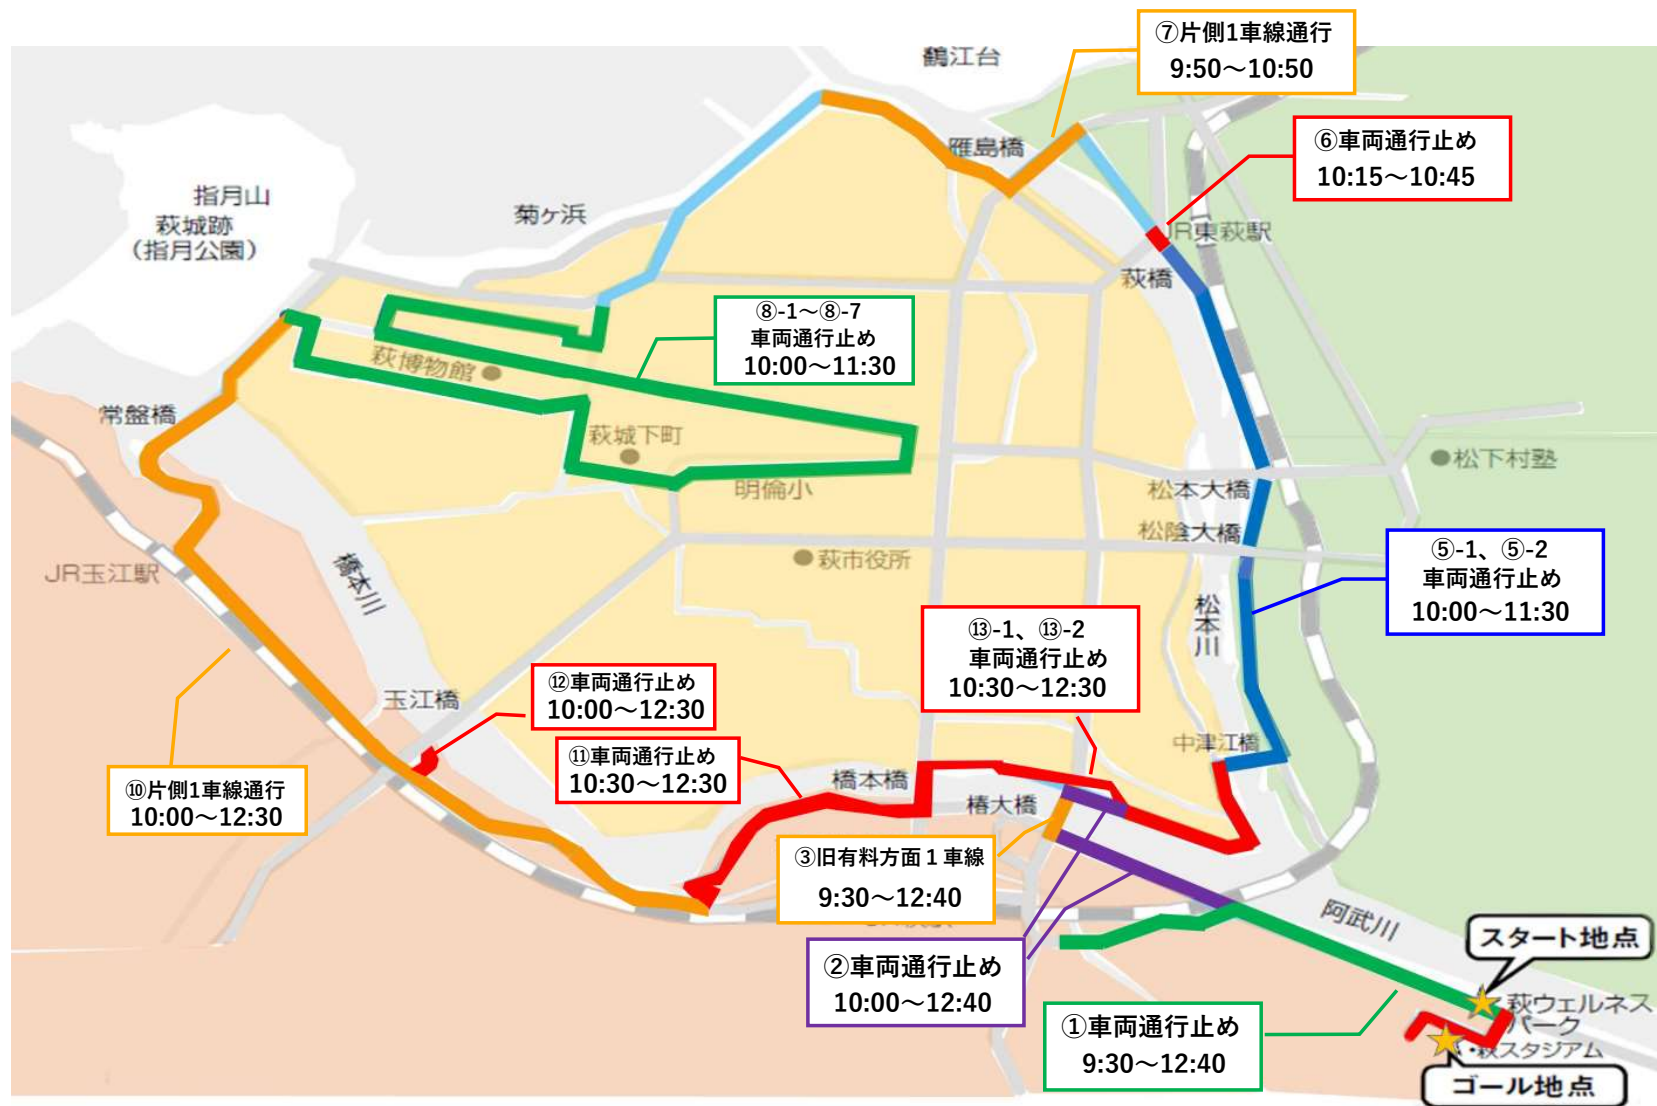 ⑦片側1車線通行
9:50～10:50
鶴江台
雁島橋
⑥車両通行止め
10:15～10:45
指月山
萩城跡
(指月公園)
菊ヶ浜
JR東萩駅
萩橋
⑧-1～⑧-7
車両通行止め
10:00～11:30
萩博物館
常盤橋
萩城下町
明倫小
松下村塾
松本大橋
松陰大橋
萩市役所
JR玉江駅
橋本川
⑤-1、⑤-2
車両通行止め
10:00～11:30
松本川
⑬-1、⑬-2
車両通行止め
10:30～12:30
⑫車両通行止め
10:00～12:30
玉江橋
中津江橋
⑪車両通行止め
10:30～12:30
橋本橋
椿大橋
⑩片側1車線通行
10:00～12:30
③旧有料方面１車線
9:30～12:40
阿武川
スタート地点
②車両通行止め
10:00～12:40
萩ウェルネス
パーク
・萩スタジアム
①車両通行止め
9:30～12:40
ゴール地点